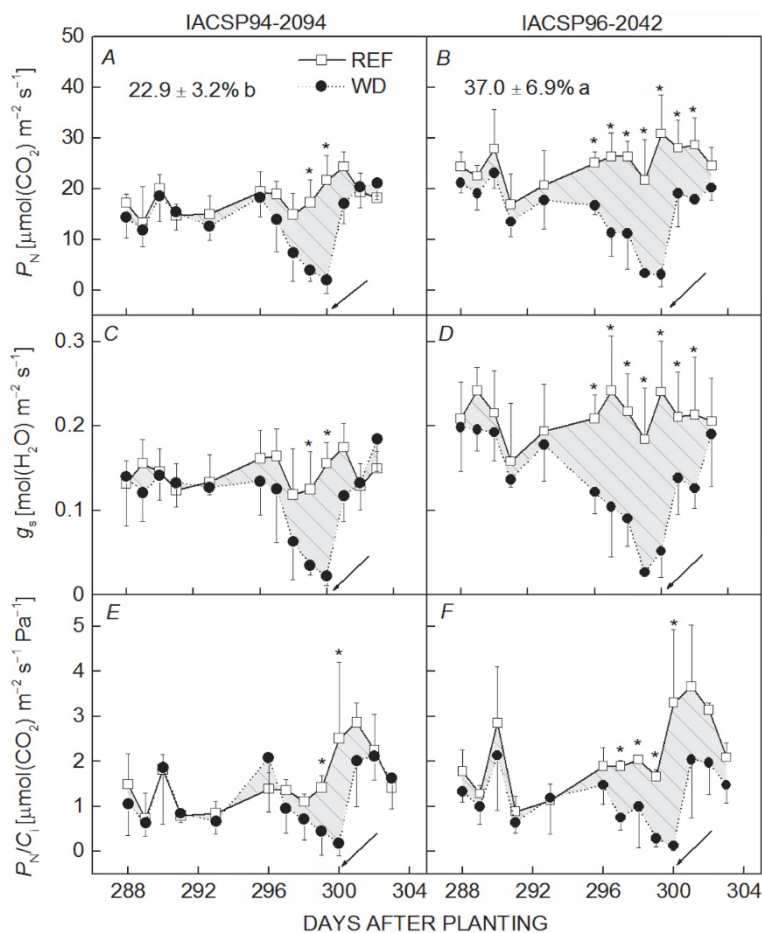 IACSP94-2094 IACSP96-2042
A REF WD 22.9 ± 3.2% b
B 37.0 ± 6.9% a
* *
* * * * * * *
50
40
30
20
10
0
P_N [µmol(CO₂) m⁻² s⁻¹]
C D
* *
* * * * * * *
0.3
0.2
0.1
0
g_s [mol(H₂O) m⁻² s⁻¹]
E F
* *
* * * *
5
4
3
2
1
0
P_N/C_i [µmol(CO₂) m⁻² s⁻¹ Pa⁻¹]
288 292 296 300 304 288 292 296 300 304
DAYS AFTER PLANTING